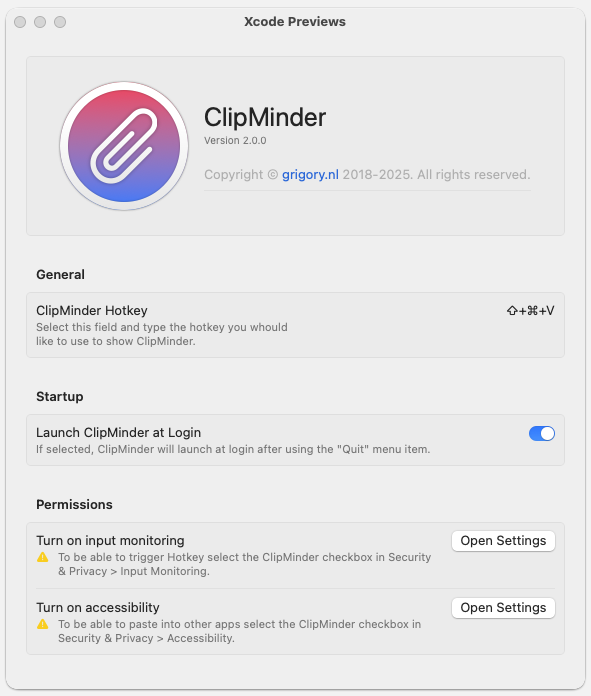 Xcode Previews
ClipMinder
Version 2.0.0
Copyright © grigory.nl 2018-2025. All rights reserved.
General
ClipMinder Hotkey
⇧+⌘+V
Select this field and type the hotkey you whould
like to use to show ClipMinder.
Startup
Launch ClipMinder at Login
If selected, ClipMinder will launch at login after using the "Quit" menu item.
Permissions
Turn on input monitoring
Open Settings
To be able to trigger Hotkey select the ClipMinder checkbox in Security
& Privacy > Input Monitoring.
Turn on accessibility
Open Settings
To be able to paste into other apps select the ClipMinder checkbox in
Security & Privacy > Accessibility.